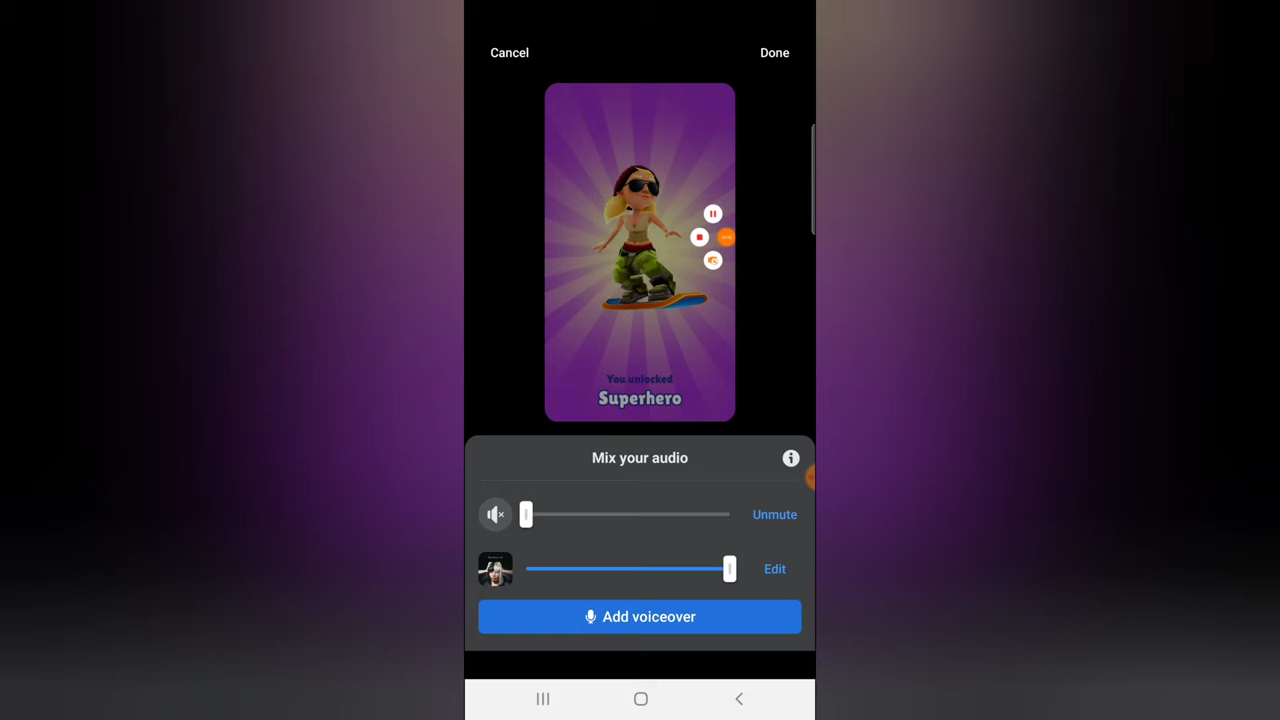 Cancel
Done
You unlocked
Superhero
Mix your audio
Unmute
Edit
Add voiceover